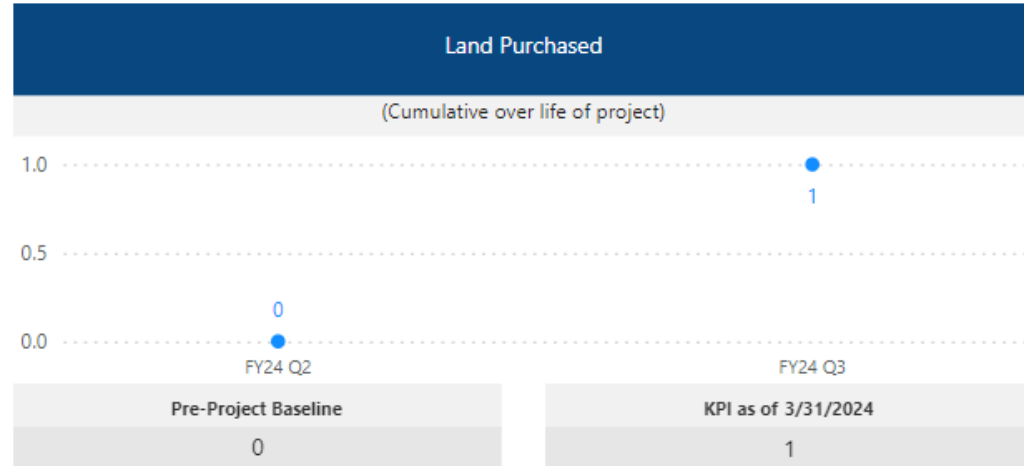 Land Purchased
(Cumulative over life of project)
1.0
1
0.5
0
0.0
FY24 Q2 FY24 Q3
Pre-Project Baseline KPI as of 3/31/2024
0 1